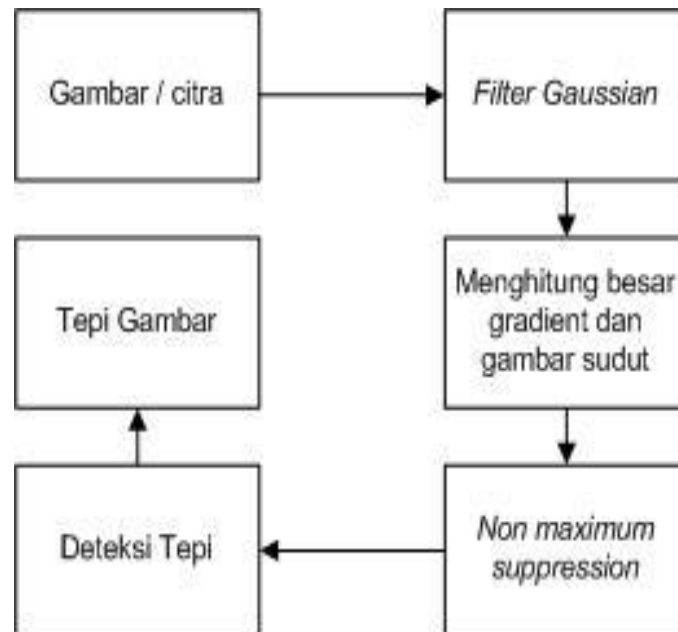 Gambar / citra
Filter Gaussian
Menghitung besar
gradient dan
gambar sudut
Non maximum
suppression
Deteksi Tepi
Tepi Gambar